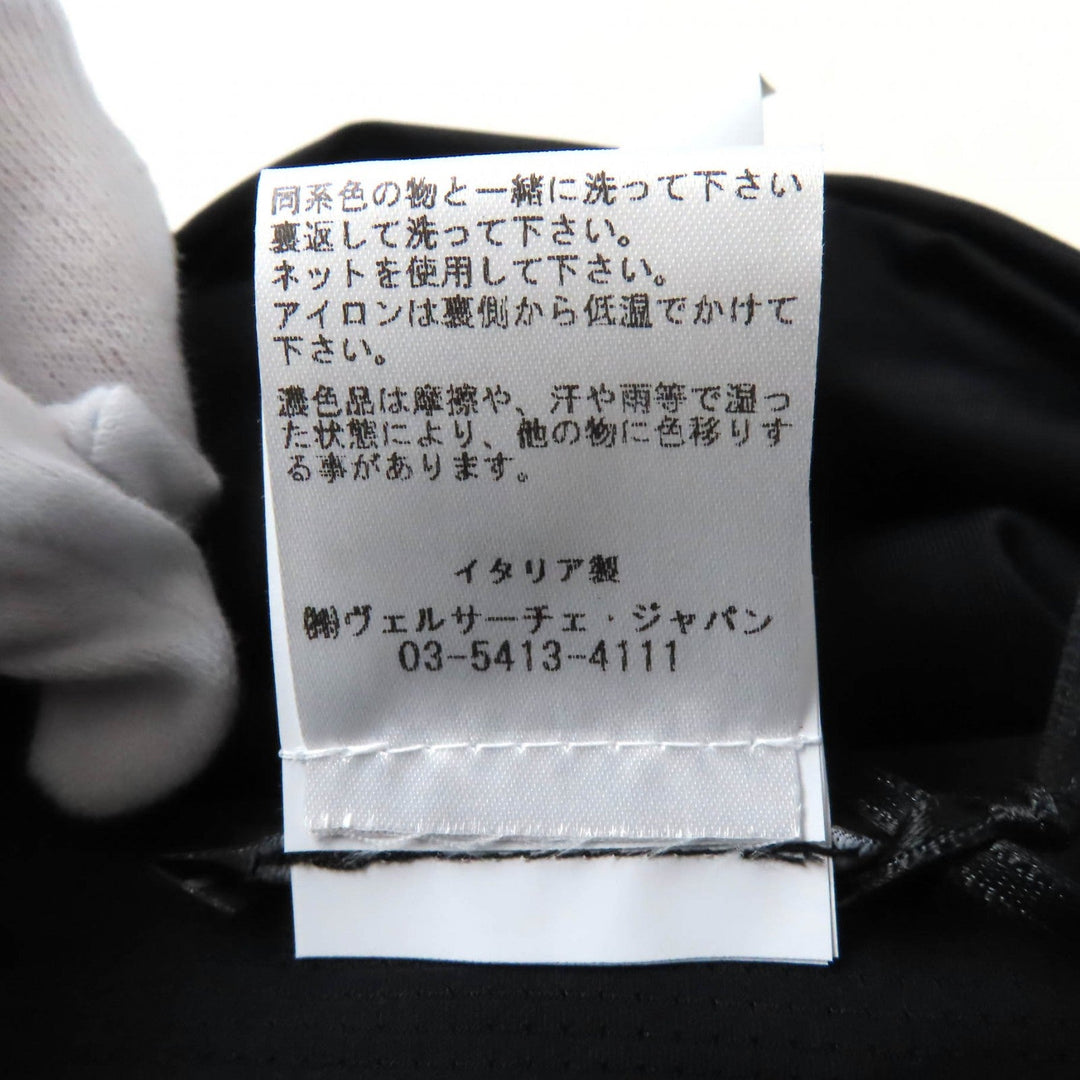 同系色の物と一緒に洗って下さい
裏返して洗って下さい。
ネットを使用して下さい。
アイロンは裏側から低温でかけて
下さい。
濃色品は摩擦や、汗や雨等で湿っ
た状態により、他の物に色移りす
る事があります。
イタリア製
㈱ヴェルサーチェ・ジャパン
03-5413-4111